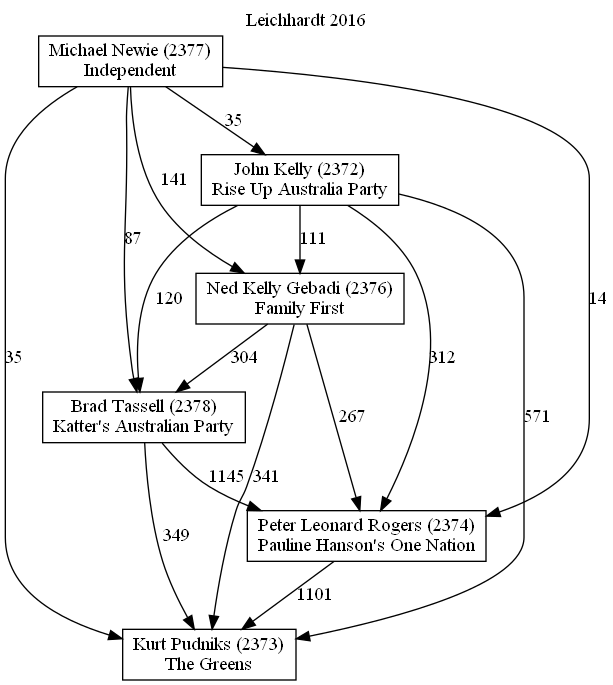 Leichhardt 2016
Michael Newie (2377)
Independent
35
John Kelly (2372)
Rise Up Australia Party
141
87
111
120
14
Ned Kelly Gebadi (2376)
Family First
35
304
312
Brad Tassell (2378)
Katter's Australian Party
267
571
1145
341
Peter Leonard Rogers (2374)
Pauline Hanson's One Nation
349
1101
Kurt Pudniks (2373)
The Greens